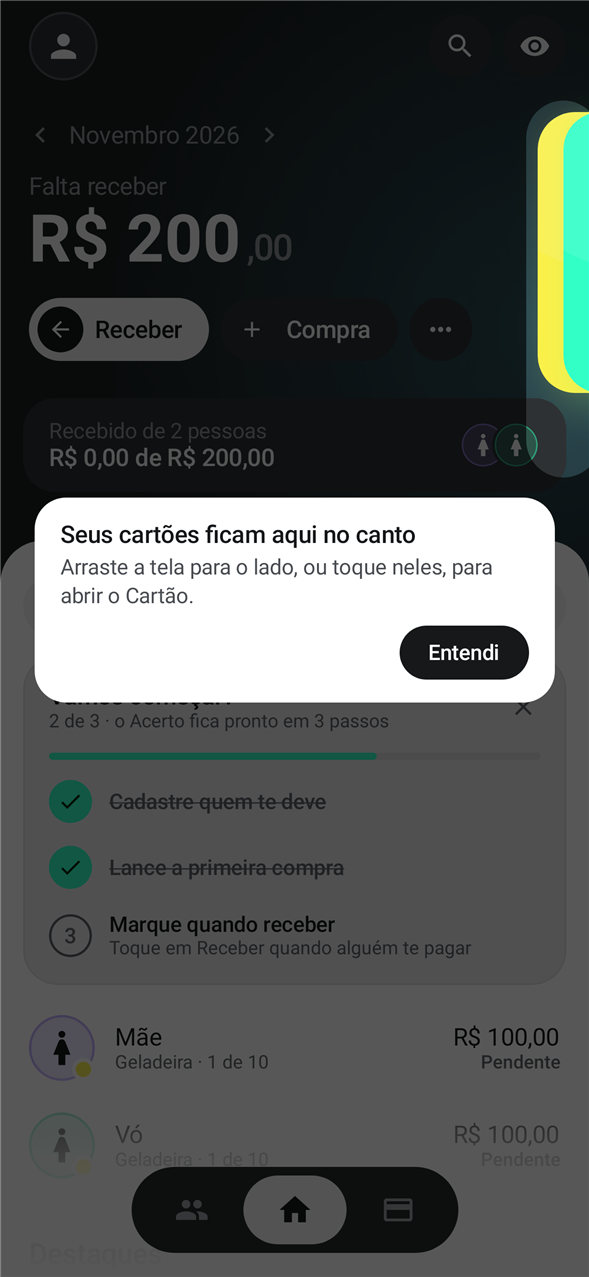 Novembro 2026
Falta receber
R$ 200,00
Receber
+ Compra
Recebido de 2 pessoas
R$ 0,00 de R$ 200,00
Seus cartões ficam aqui no canto
Arraste a tela para o lado, ou toque neles, para
abrir o Cartão.
Entendi
Vamos começar?
2 de 3 · o Acerto fica pronto em 3 passos
Cadastre quem te deve
Lance a primeira compra
3
Marque quando receber
Toque em Receber quando alguém te pagar
Mãe
R$ 100,00
Geladeira · 1 de 10
Pendente
Vó
R$ 100,00
Geladeira · 1 de 10
Pendente
Destaques